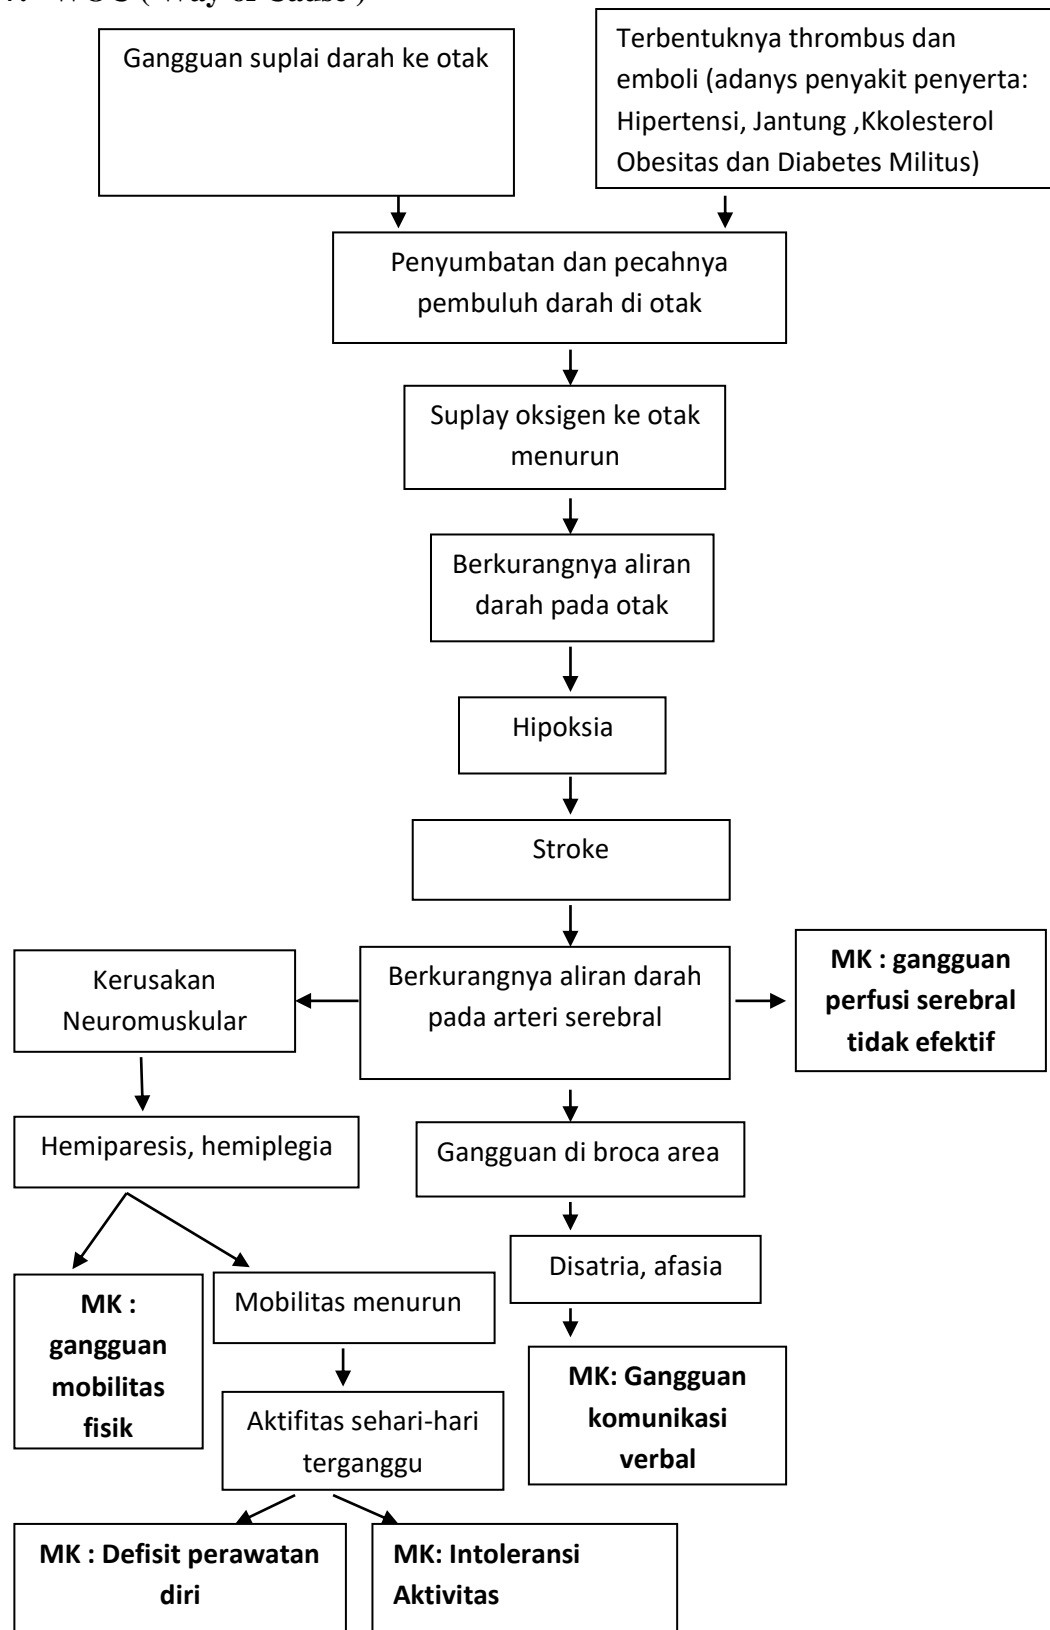 WOC ( Way of Cause )
Gangguan suplai darah ke otak
Terbentuknya thrombus dan
emboli (adanys penyakit penyerta:
Hipertensi, Jantung ,Kkolesterol
Obesitas dan Diabetes Militus)
Penyumbatan dan pecahnya
pembuluh darah di otak
Suplay oksigen ke otak
menurun
Berkurangnya aliran
darah pada otak
Hipoksia
Stroke
Kerusakan
Neuromuskular
Berkurangnya aliran darah
pada arteri serebral
MK : gangguan
perfusi serebral
tidak efektif
Hemiparesis, hemiplegia
Gangguan di broca area
MK :
gangguan
mobilitas
fisik
Mobilitas menurun
Disatria, afasia
Aktifitas sehari-hari
terganggu
MK: Gangguan
komunikasi
verbal
MK : Defisit perawatan
diri
MK: Intoleransi
Aktivitas